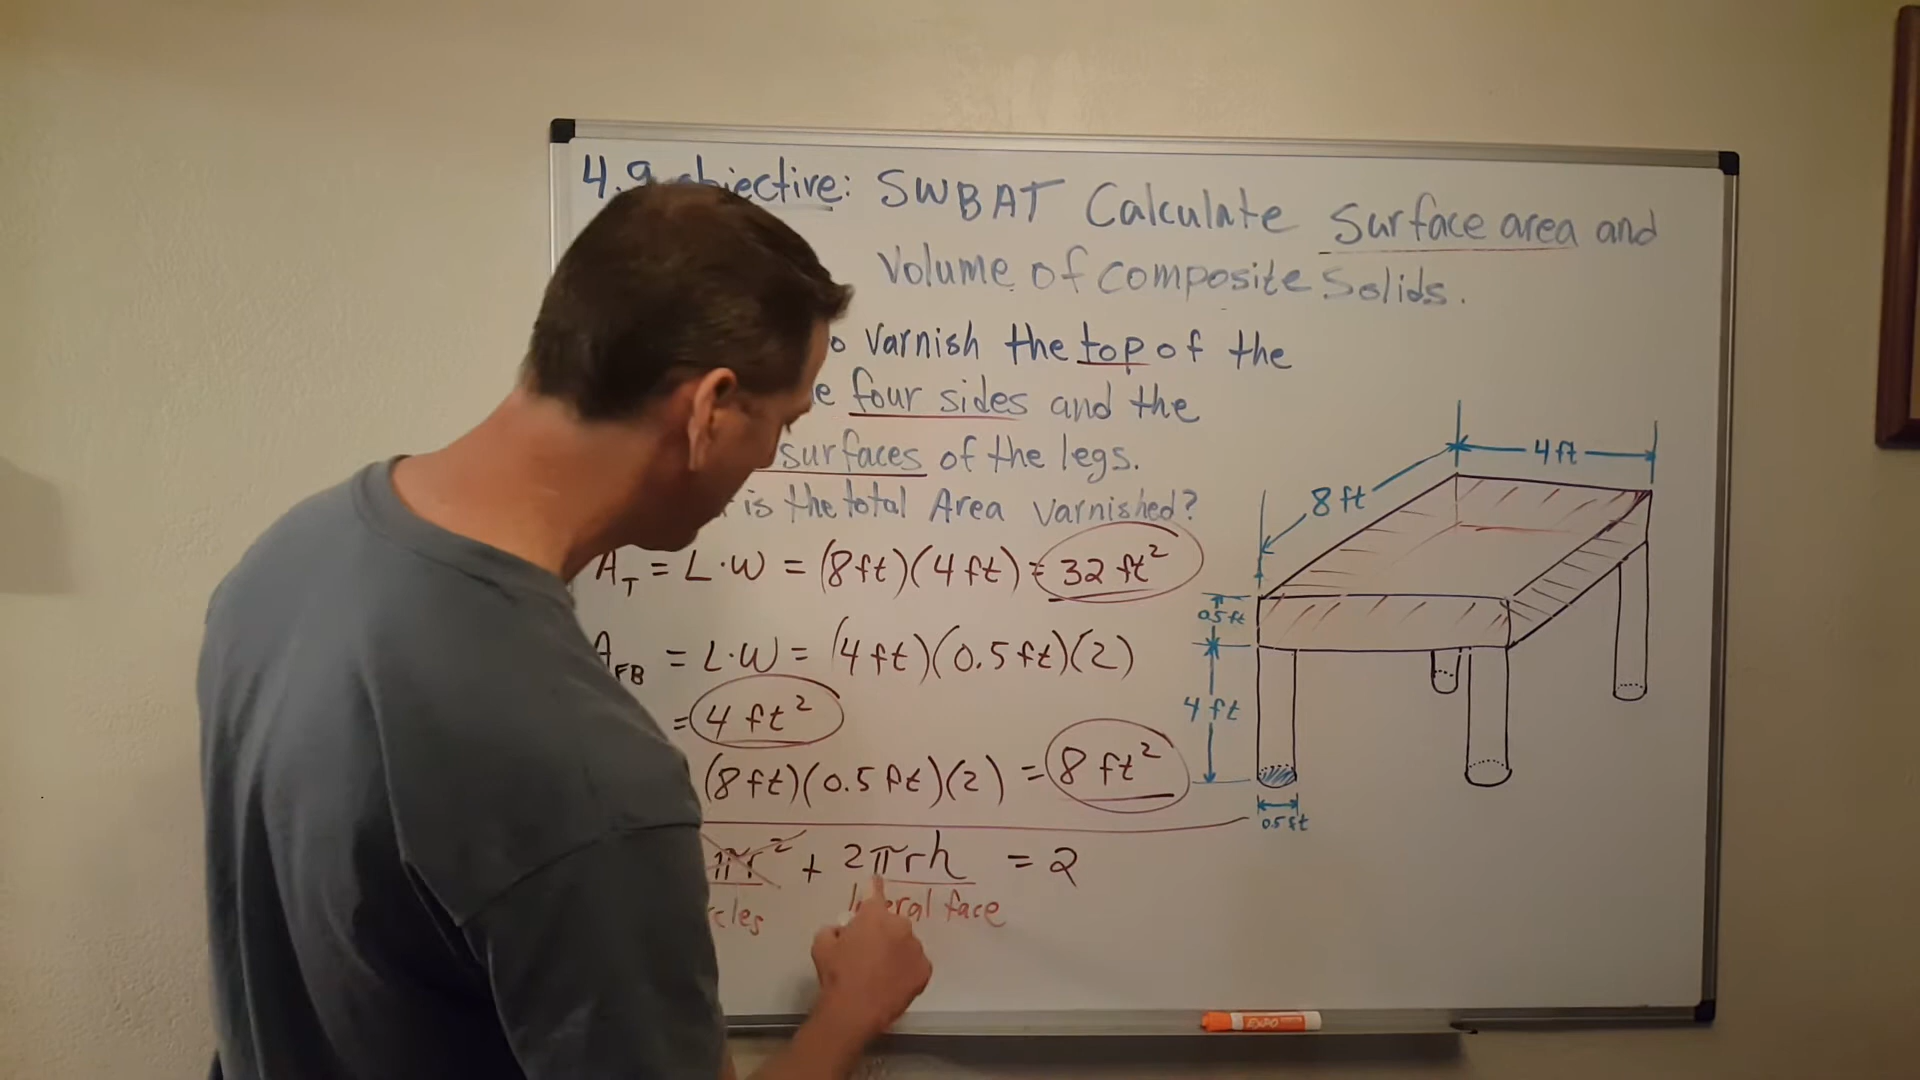 4.9 objective: SWBAT Calculate Surface area and
Volume of Composite Solids.
Varnish the top of the
four sides and the
surfaces of the legs.
is the total Area varnished?
A_T = L·W = (8ft)(4ft) = 32 ft²
A_FB = L·W = (4ft)(0.5ft)(2)
= 4 ft²
(8ft)(0.5ft)(2) = 8 ft²
πr² + 2πrh = 2
face
4 ft
8 ft
0.5 ft
4 ft
0.5 ft
EXPO